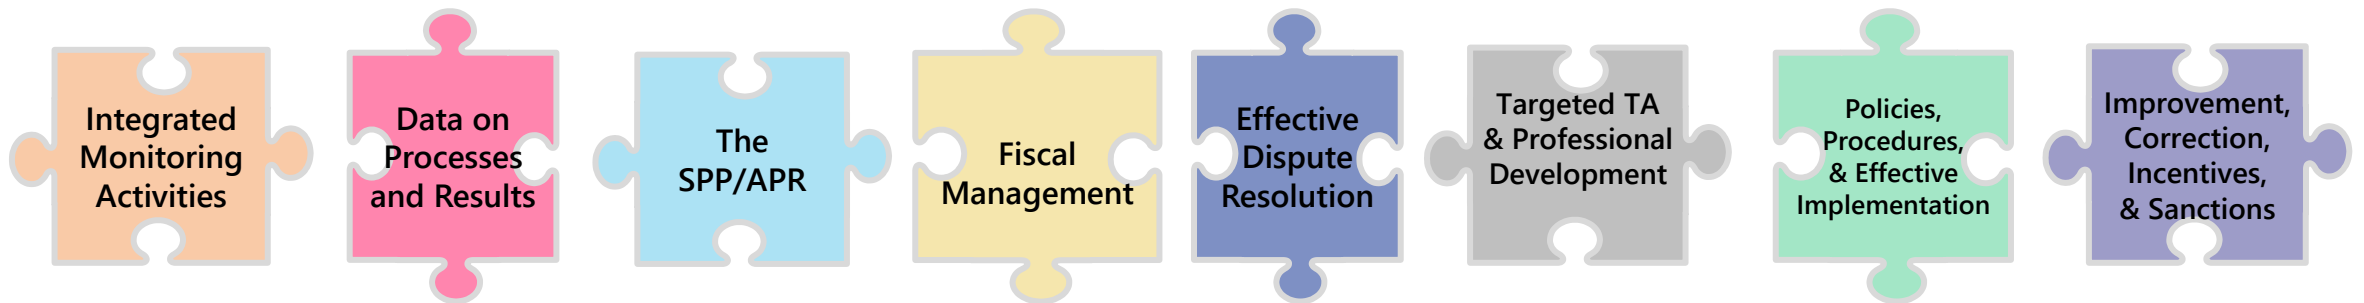 Integrated
Monitoring
Activities
Data on
Processes
and Results
The
SPP/APR
Fiscal
Management
Effective
Dispute
Resolution
Targeted TA
& Professional
Development
Policies,
Procedures,
& Effective
Implementation
Improvement,
Correction,
Incentives,
& Sanctions